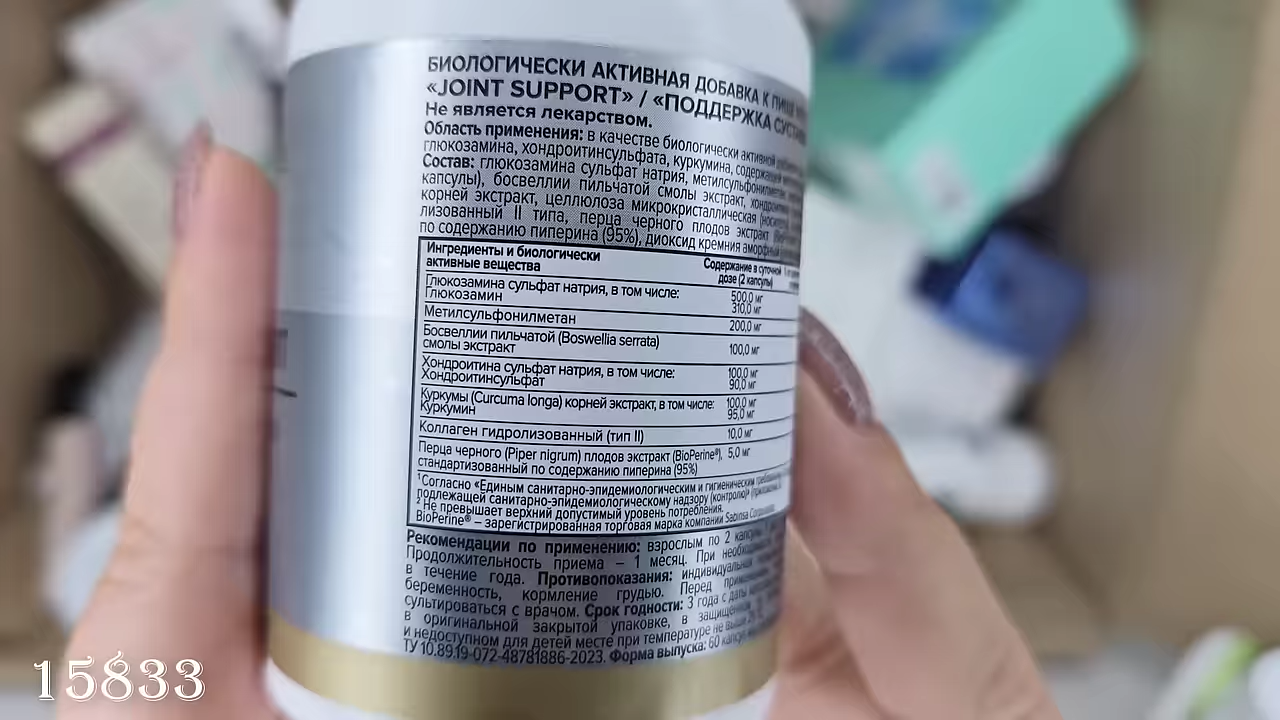 БИОЛОГИЧЕСКИ АКТИВНАЯ ДОБАВКА К
«JOINT SUPPORT» / «ПОДДЕРЖКА
Не является лекарством.
Область применения: в качестве биологически активной
глюкозамина, хондроитинсульфата, куркумина,
Состав: глюкозамина сульфат натрия, метилсульфонилметан
капсулы), босвеллии пильчатой смолы экстракт,
корней экстракт, целлюлоза микрокристаллическая
лизованный II типа, перца черного плодов экстракт
по содержанию пиперина (95%), диоксид кремния аморфный
Ингредиенты и биологически Содержание в суточной
активные вещества дозе (2 капсулы)
Глюкозамина сульфат натрия, в том числе: 500,0 мг
Глюкозамин 310,0 мг
Метилсульфонилметан 200,0 мг
Босвеллии пильчатой (Boswellia serrata)
смолы экстракт 100,0 мг
Хондроитина сульфат натрия, в том числе: 100,0 мг
Хондроитинсульфат 90,0 мг
Куркумы (Curcuma longa) корней экстракт, в том числе: 100,0 мг
Куркумин 95,0 мг
Коллаген гидролизованный (тип II) 10,0 мг
Перца черного (Piper nigrum) плодов экстракт (BioPerine®), 5,0 мг
стандартизованный по содержанию пиперина (95%)
¹Согласно «Единым санитарно-эпидемиологическим и гигиеническим
подлежащей санитарно-эпидемиологическому надзору (контролю)»
² Не превышает верхний допустимый уровень потребления.
BioPerine® – зарегистрированная торговая марка компании Sabinsa
Рекомендации по применению: взрослым по 2 капсулы
Продолжительность приема – 1 месяц. При
в течение года. Противопоказания: индивидуальная
беременность, кормление грудью. Перед
сультироваться с врачом. Срок годности: 3 года с даты
в оригинальной закрытой упаковке, в
и недоступном для детей месте при температуре не выше
ТУ 10.89.19-072-48781886-2023. Форма выпуска: 60 капсул
15833